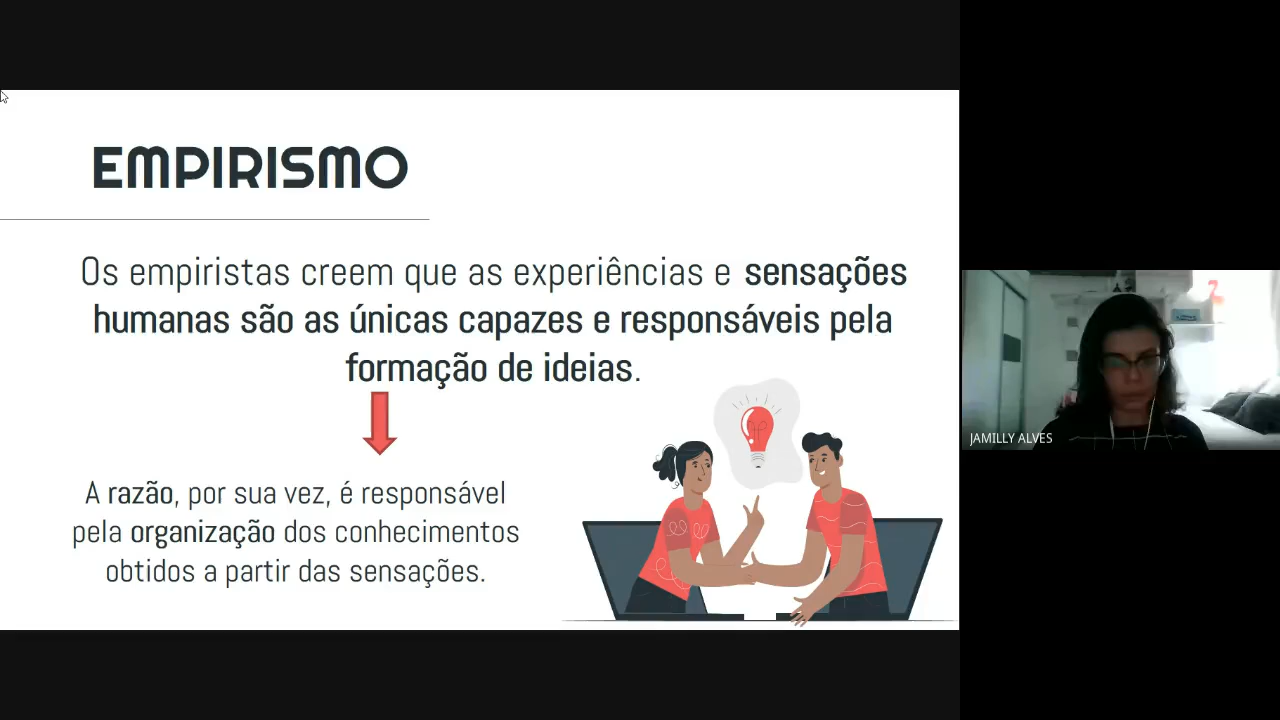 EMPIRISMO
Os empiristas creem que as experiências e sensações
humanas são as únicas capazes e responsáveis pela
formação de ideias.
A razão, por sua vez, é responsável
pela organização dos conhecimentos
obtidos a partir das sensações.
JAMILLY ALVES